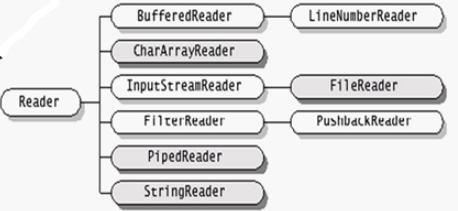 BufferedReader LineNumberReader
CharArrayReader
InputStreamReader FileReader
Reader
FilterReader PushbackReader
PipedReader
StringReader